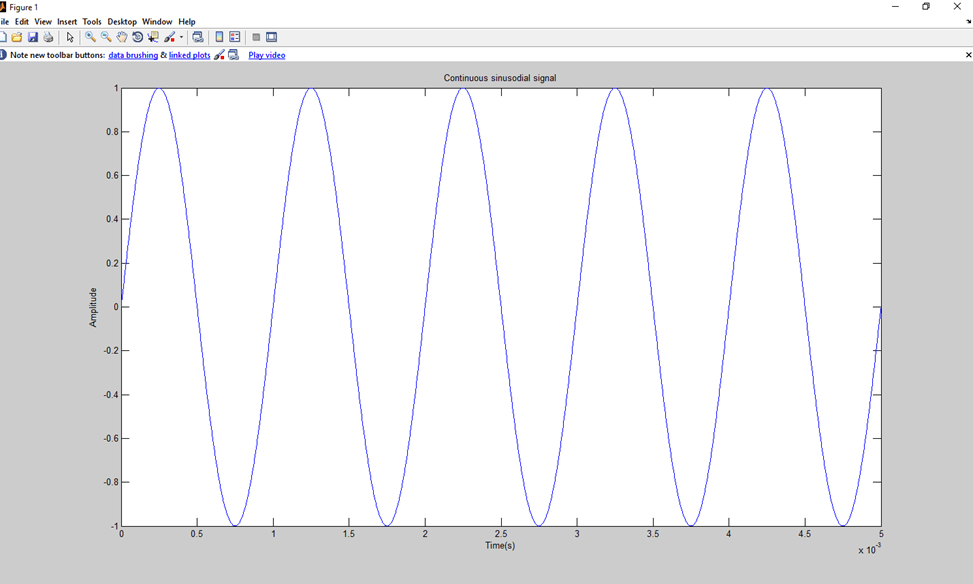 Figure 1
ile Edit View Insert Tools Desktop Window Help
Note new toolbar buttons: data brushing & linked plots Play video
Continuous sinusodial signal
1
0.8
0.6
0.4
0.2
0
-0.2
-0.4
-0.6
-0.8
-1
Amplitude
0 0.5 1 1.5 2 2.5 3 3.5 4 4.5 5
Time(s)
x 10-3